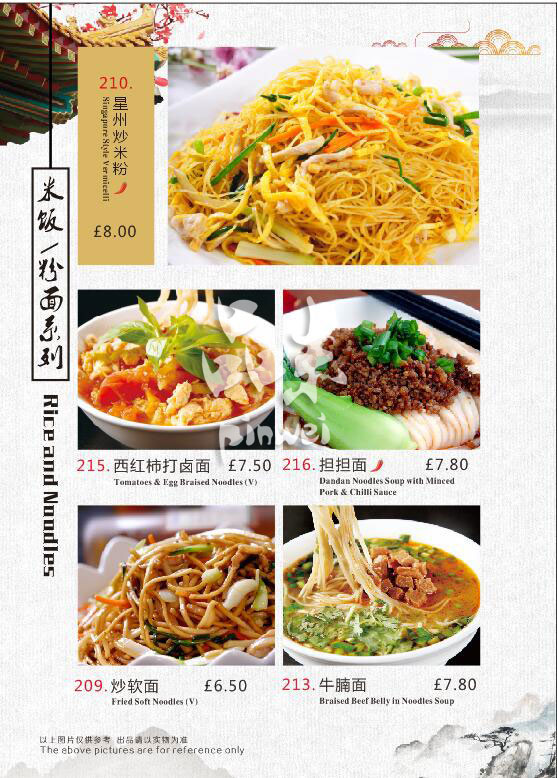 210.
星州炒米粉
Singapore Style Vermicelli
£8.00
米饭/粉面系列
Rice and Noodles
品味
pinwei
215. 西红柿打卤面 £7.50
Tomatoes & Egg Braised Noodles (V)
216. 担担面 £7.80
Dandan Noodles Soup with Minced
Pork & Chilli Sauce
209. 炒软面 £6.50
Fried Soft Noodles (V)
213. 牛腩面 £7.80
Braised Beef Belly in Noodles Soup
以上图片仅供参考 出品请以实物为准
The above pictures are for reference only